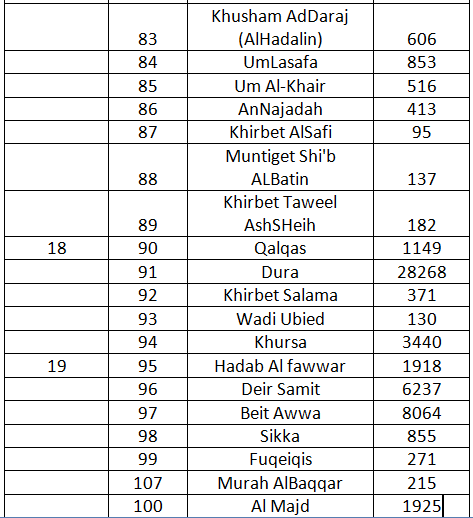 Khusham AdDaraj
83 (AlHadalin) 606
84 UmLasafa 853
85 Um Al-Khair 516
86 AnNajadah 413
87 Khirbet AlSafi 95
Muntiget Shi'b
88 ALBatin 137
Khirbet Taweel
89 AshSHeih 182
18 90 Qalqas 1149
91 Dura 28268
92 Khirbet Salama 371
93 Wadi Ubied 130
94 Khursa 3440
19 95 Hadab Al fawwar 1918
96 Deir Samit 6237
97 Beit Awwa 8064
98 Sikka 855
99 Fuqeiqis 271
107 Murah AlBaqqar 215
100 Al Majd 1925